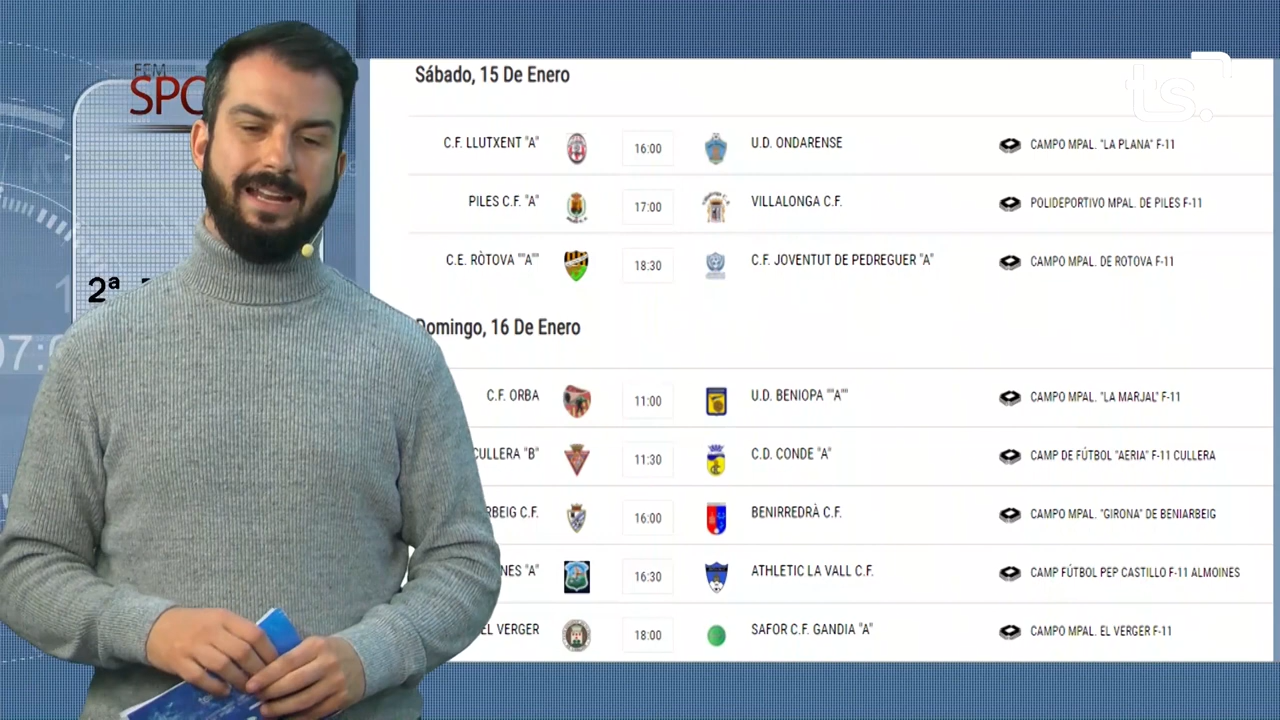 FEM
SPO
ts.
2ª
07:
Sábado, 15 De Enero
C.F. LLUTXENT "A" 16:00 U.D. ONDARENSE CAMPO MPAL. "LA PLANA" F-11
PILES C.F. "A" 17:00 VILLALONGA C.F. POLIDEPORTIVO MPAL. DE PILES F-11
C.E. RÒTOVA ""A"" 18:30 C.F. JOVENTUT DE PEDREGUER "A" CAMPO MPAL. DE ROTOVA F-11
Domingo, 16 De Enero
C.F. ORBA 11:00 U.D. BENIOPA ""A"" CAMPO MPAL. "LA MARJAL" F-11
CULLERA "B" 11:30 C.D. CONDE "A" CAMP DE FÚTBOL "AERIA" F-11 CULLERA
RBEIG C.F. 16:00 BENIRREDRÀ C.F. CAMPO MPAL. "GIRONA" DE BENIARBEIG
NES "A" 16:30 ATHLETIC LA VALL C.F. CAMP FÚTBOL PEP CASTILLO F-11 ALMOINES
EL VERGER 18:00 SAFOR C.F. GANDIA "A" CAMPO MPAL. EL VERGER F-11